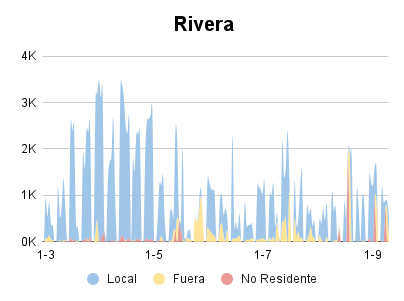 Rivera
4K
3K
2K
1K
0K
1-3 1-5 1-7 1-9
Local Fuera No Residente